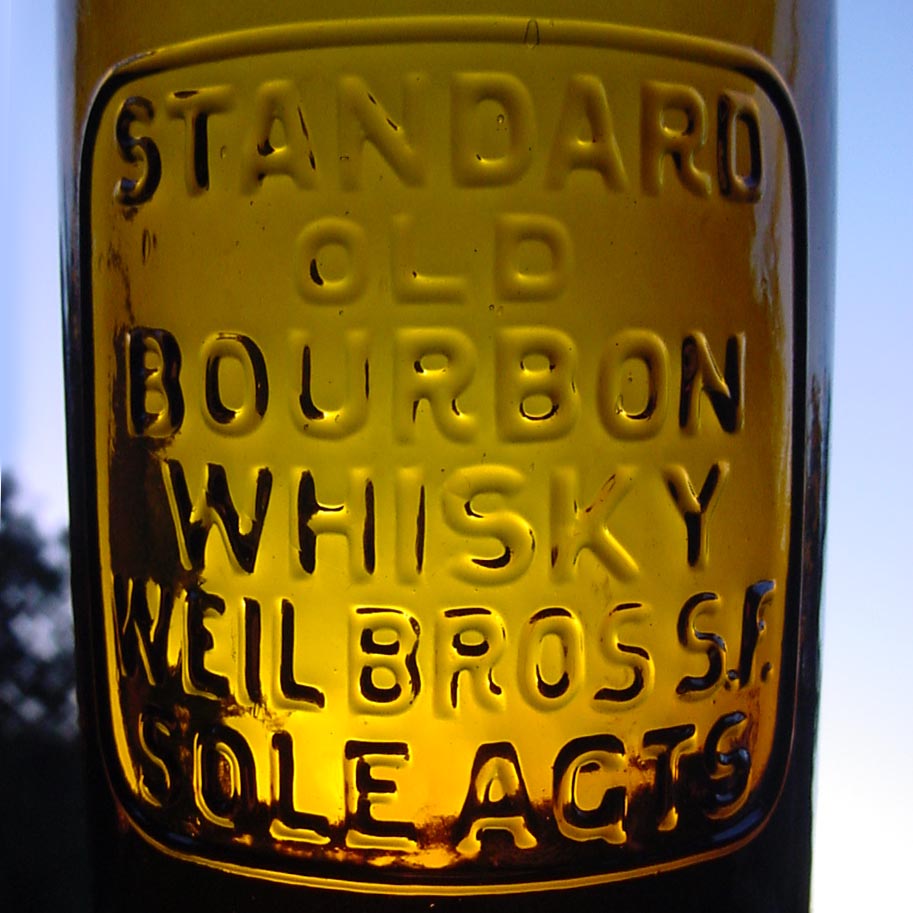 STANDARD
OLD
BOURBON
WHISKY
WEIL BROS S.F.
SOLE AGTS